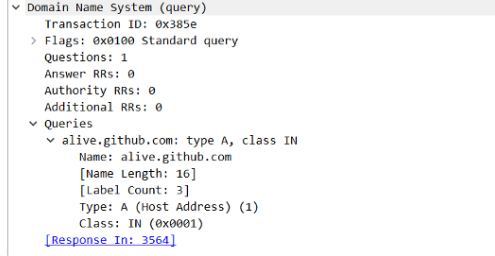 Domain Name System (query)
Transaction ID: 0x385e
Flags: 0x0100 Standard query
Questions: 1
Answer RRs: 0
Authority RRs: 0
Additional RRs: 0
Queries
alive.github.com: type A, class IN
Name: alive.github.com
[Name Length: 16]
[Label Count: 3]
Type: A (Host Address) (1)
Class: IN (0x0001)
[Response In: 3564]